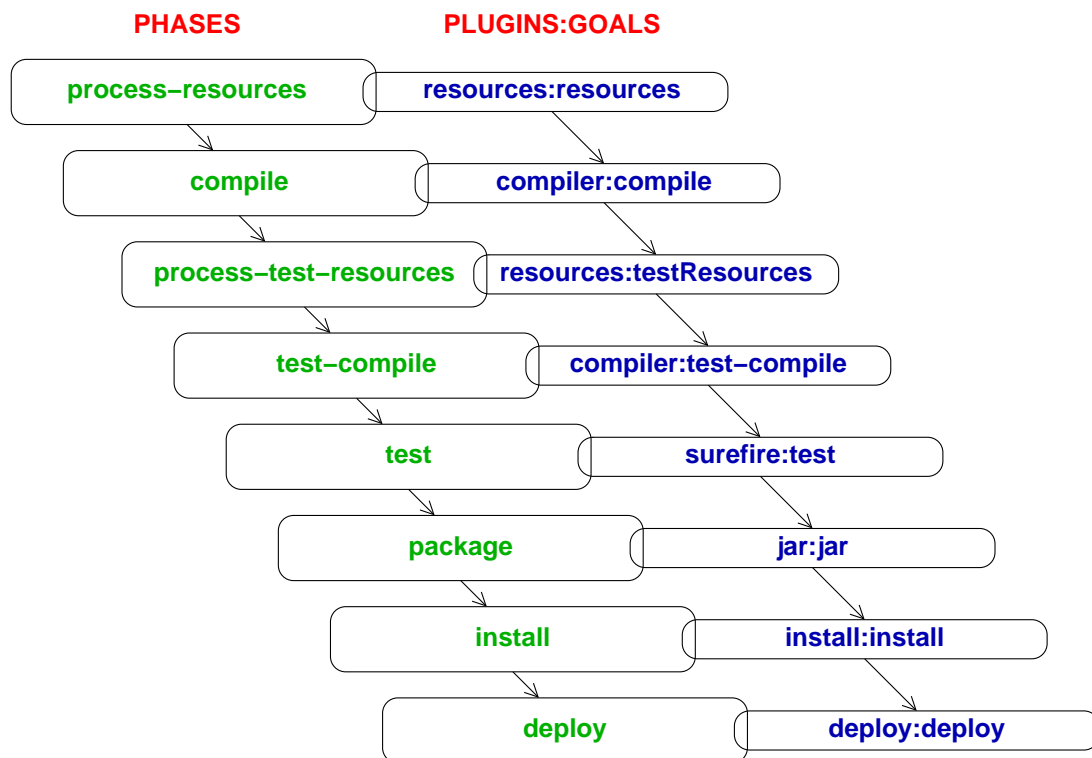 PHASES PLUGINS:GOALS
process–resources resources:resources
compile compiler:compile
process–test–resources resources:testResources
test–compile compiler:test–compile
test surefire:test
package jar:jar
install install:install
deploy deploy:deploy